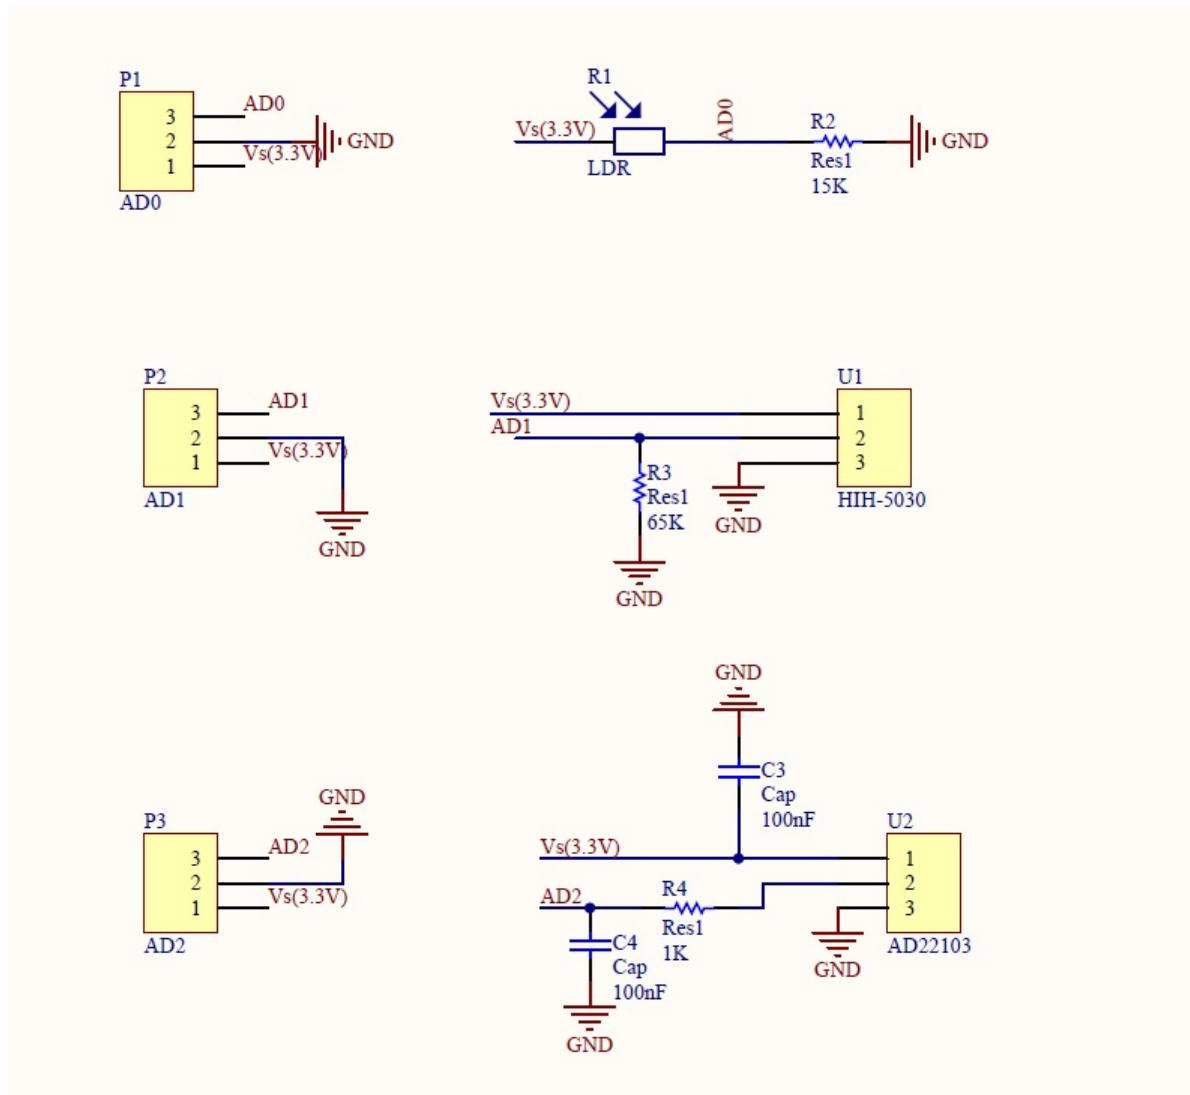 P1
3
AD0
2
GND
Vs(3.3V)
1
AD0
R1
Vs(3.3V)
LDR
AD0
R2
Res1
15K
GND
P2
3
AD1
2
Vs(3.3V)
1
AD1
GND
U1
Vs(3.3V)
1
AD1
2
3
HIH-5030
R3
Res1
65K
GND
GND
P3
GND
3
AD2
2
Vs(3.3V)
1
AD2
GND
C3
Cap
100nF
U2
Vs(3.3V)
1
2
AD2
R4
Res1
1K
3
AD22103
GND
C4
Cap
100nF
GND